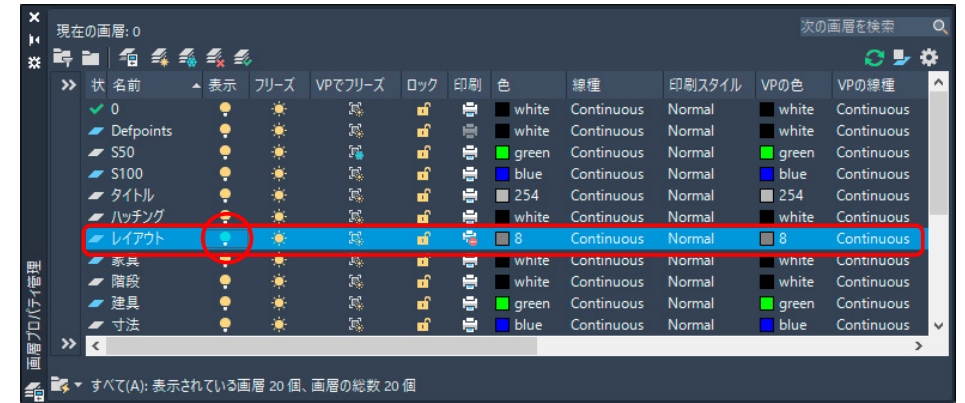 現在の画層: 0
次の画層を検索
状 名前 表示 フリーズ VPでフリーズ ロック 印刷 色 線種 印刷スタイル VPの色 VPの線種
0 white Continuous Normal white Continuous
Defpoints white Continuous Normal white Continuous
S50 green Continuous Normal green Continuous
S100 blue Continuous Normal blue Continuous
タイトル 254 Continuous Normal 254 Continuous
ハッチング white Continuous Normal white Continuous
レイアウト 8 Continuous Normal 8 Continuous
家具 white Continuous Normal white Continuous
階段 white Continuous Normal white Continuous
建具 green Continuous Normal green Continuous
寸法 blue Continuous Normal blue Continuous
すべて(A): 表示されている画層 20 個、画層の総数 20 個
画層プロパティ管理